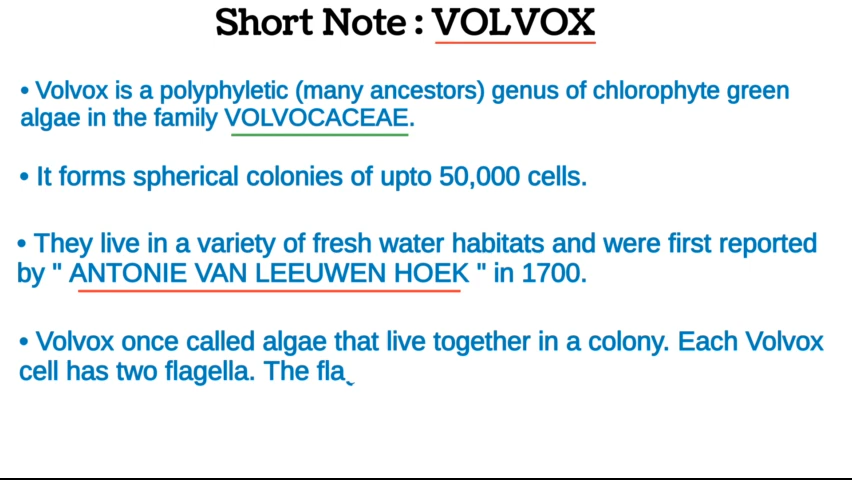 Short Note : VOLVOX
• Volvox is a polyphyletic (many ancestors) genus of chlorophyte green
algae in the family VOLVOCACEAE.
• It forms spherical colonies of upto 50,000 cells.
• They live in a variety of fresh water habitats and were first reported
by " ANTONIE VAN LEEUWEN HOEK " in 1700.
• Volvox once called algae that live together in a colony. Each Volvox
cell has two flagella. The fla